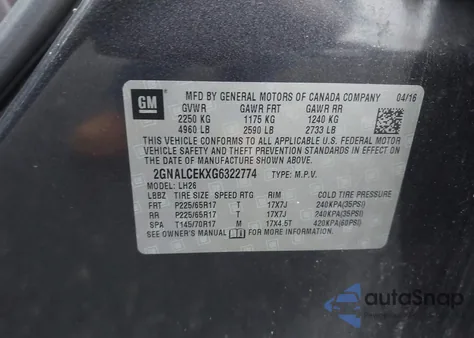 GM
MFD BY GENERAL MOTORS OF CANADA COMPANY 04/16
GVWR GAWR FRT GAWR RR
2250 KG 1175 KG 1240 KG
4960 LB 2590 LB 2733 LB
THIS VEHICLE CONFORMS TO ALL APPLICABLE U.S. FEDERAL MOTOR
VEHICLE SAFETY AND THEFT PREVENTION STANDARDS IN EFFECT ON
THE DATE OF MANUFACTURE SHOWN ABOVE.
2GNALCEKXG6322774 TYPE: M.P.V.
MODEL: LH26
LBBZ TIRE SIZE SPEED RTG RIM COLD TIRE PRESSURE
FRT P225/65R17 T 17X7J 240KPA(35PSI)
RR P225/65R17 T 17X7J 240KPA(35PSI)
SPA T145/70R17 M 17X4.5T 420KPA(60PSI)
SEE OWNER'S MANUAL FOR MORE INFORMATION.
autoSnap
Your Auto History